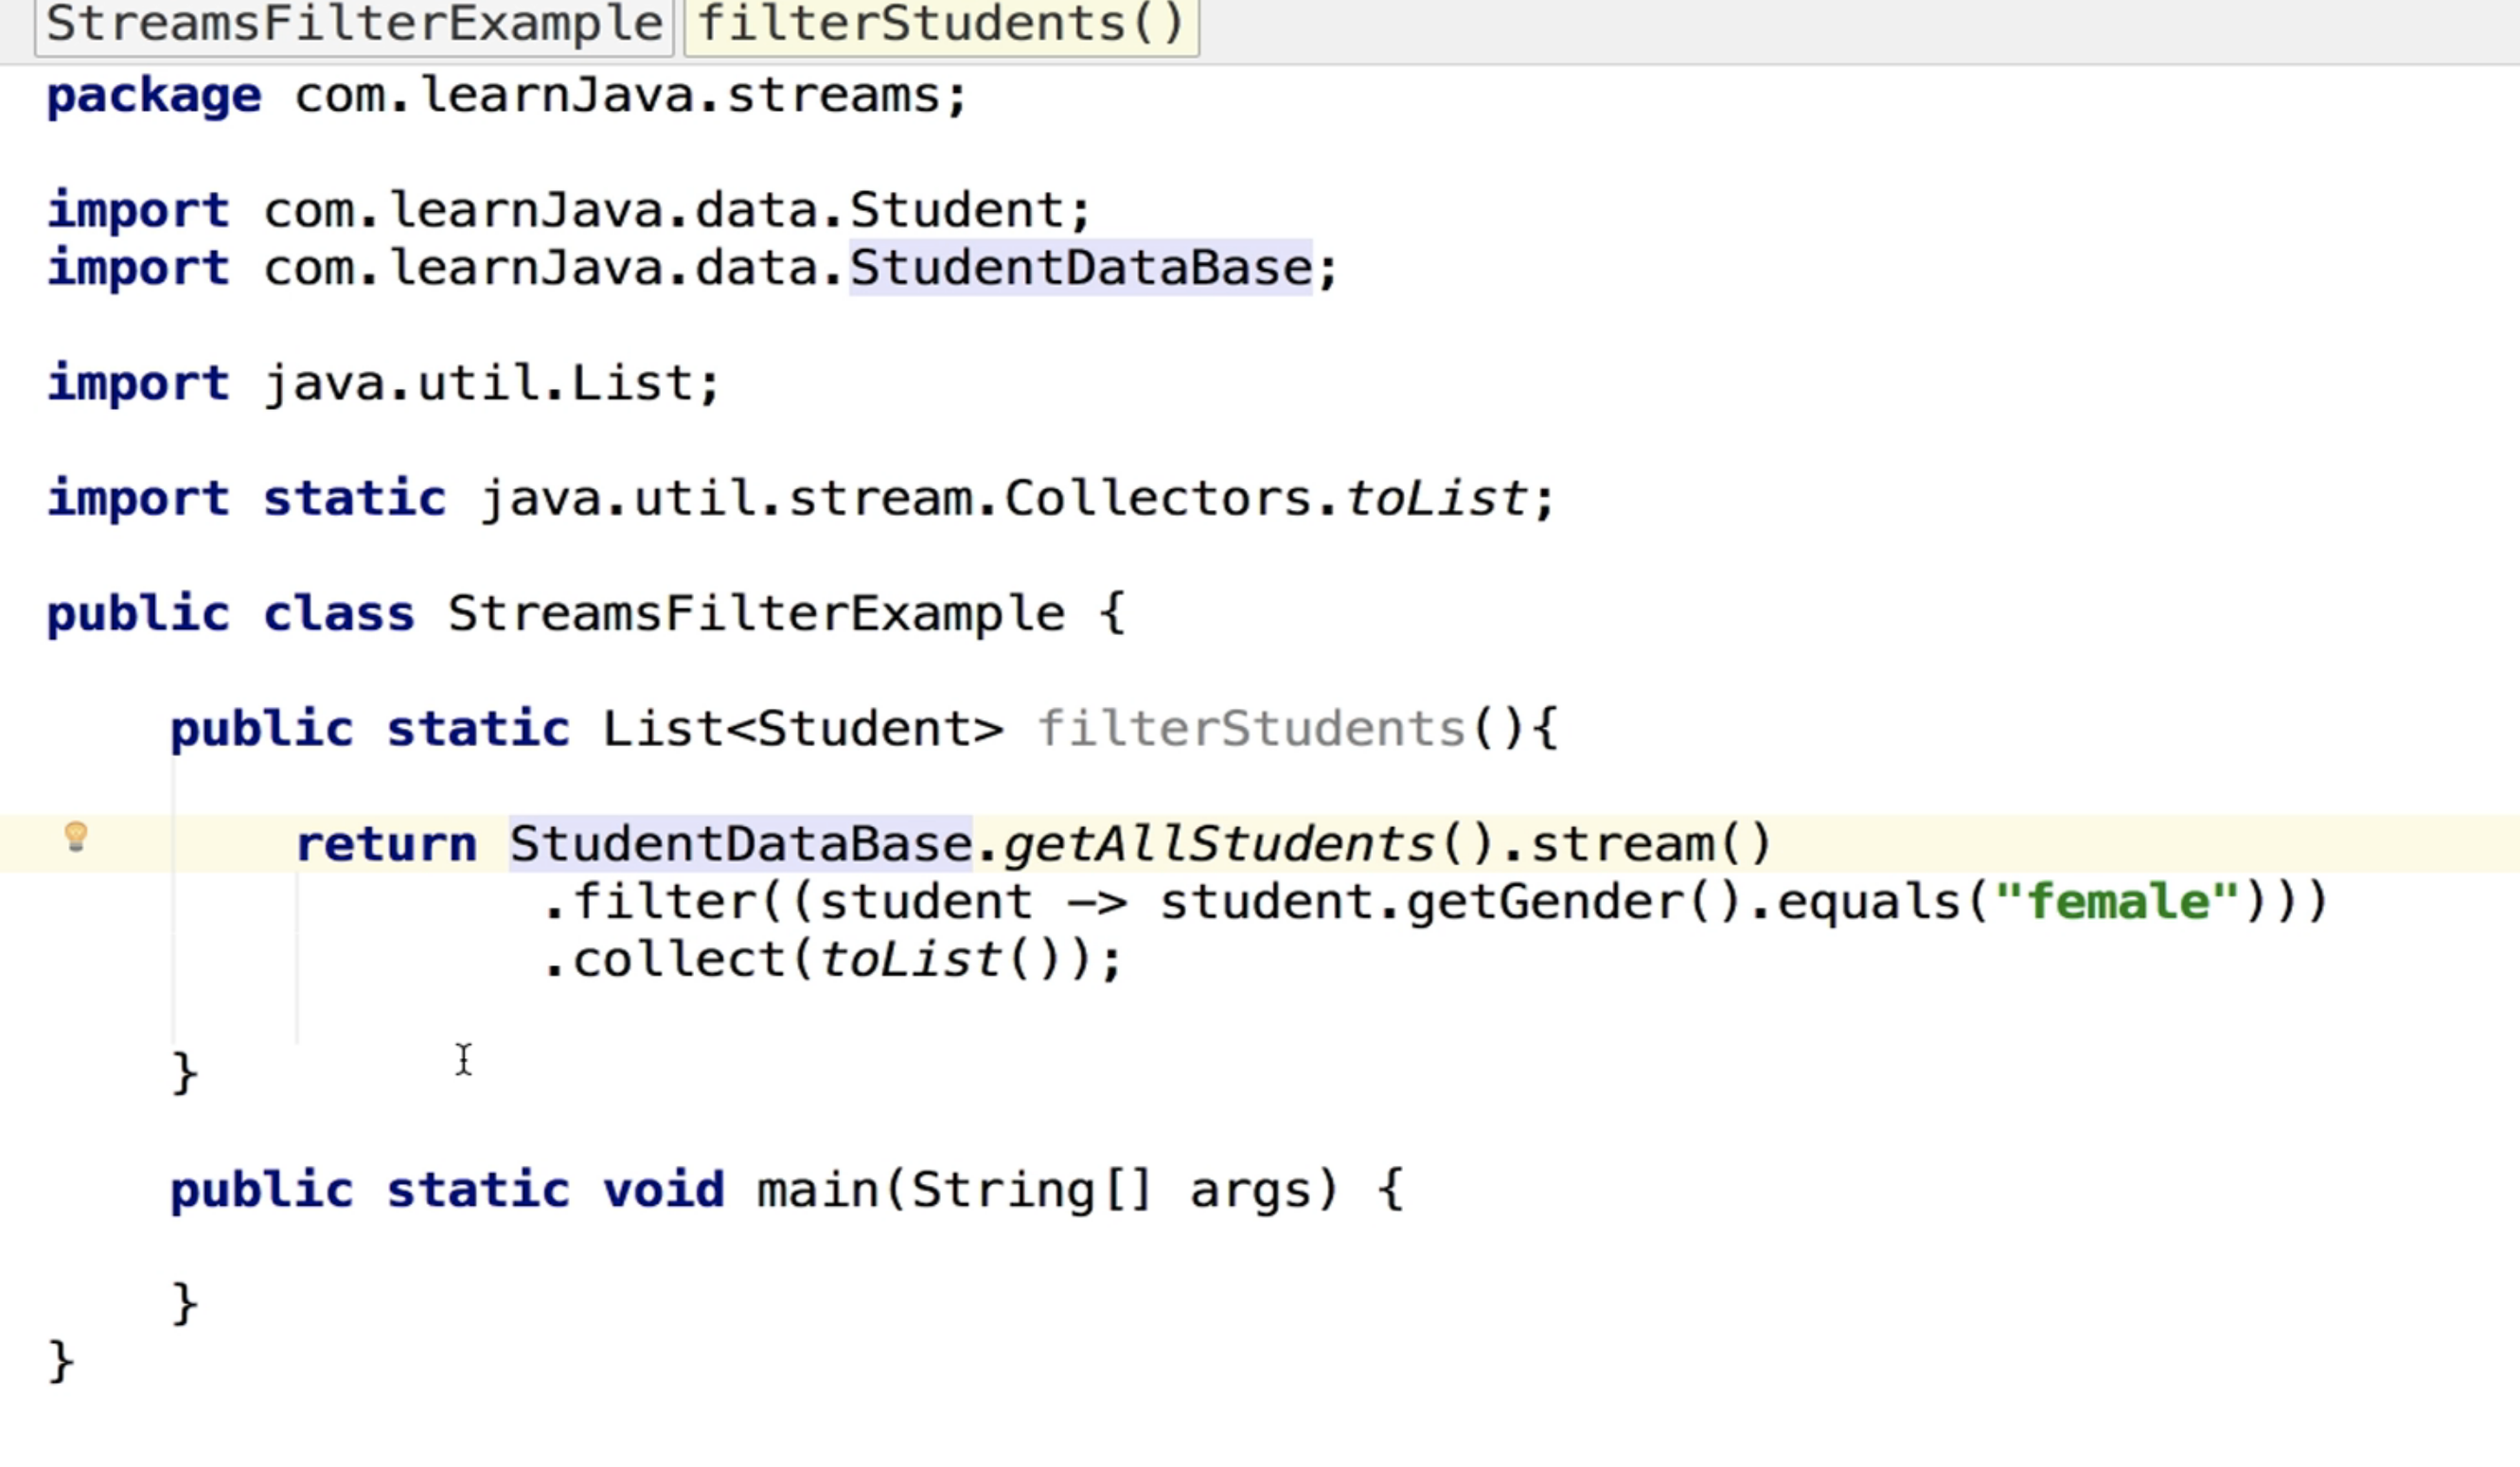 StreamsFilterExample filterStudents()
package com.learnJava.streams;
import com.learnJava.data.Student;
import com.learnJava.data.StudentDataBase;
import java.util.List;
import static java.util.stream.Collectors.toList;
public class StreamsFilterExample {
public static List<Student> filterStudents(){
return StudentDataBase.getAllStudents().stream()
.filter((student -> student.getGender().equals("female")))
.collect(toList());
}
public static void main(String[] args) {
}
}